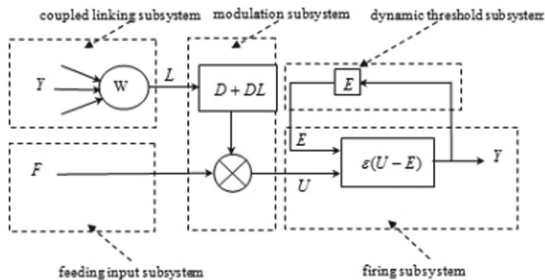 coupled linking subsystem
modulation subsystem
dynamic threshold subsystem
Y
W
L
D + DL
E
F
E
U
ε(U − E)
Y
feeding input subsystem
firing subsystem